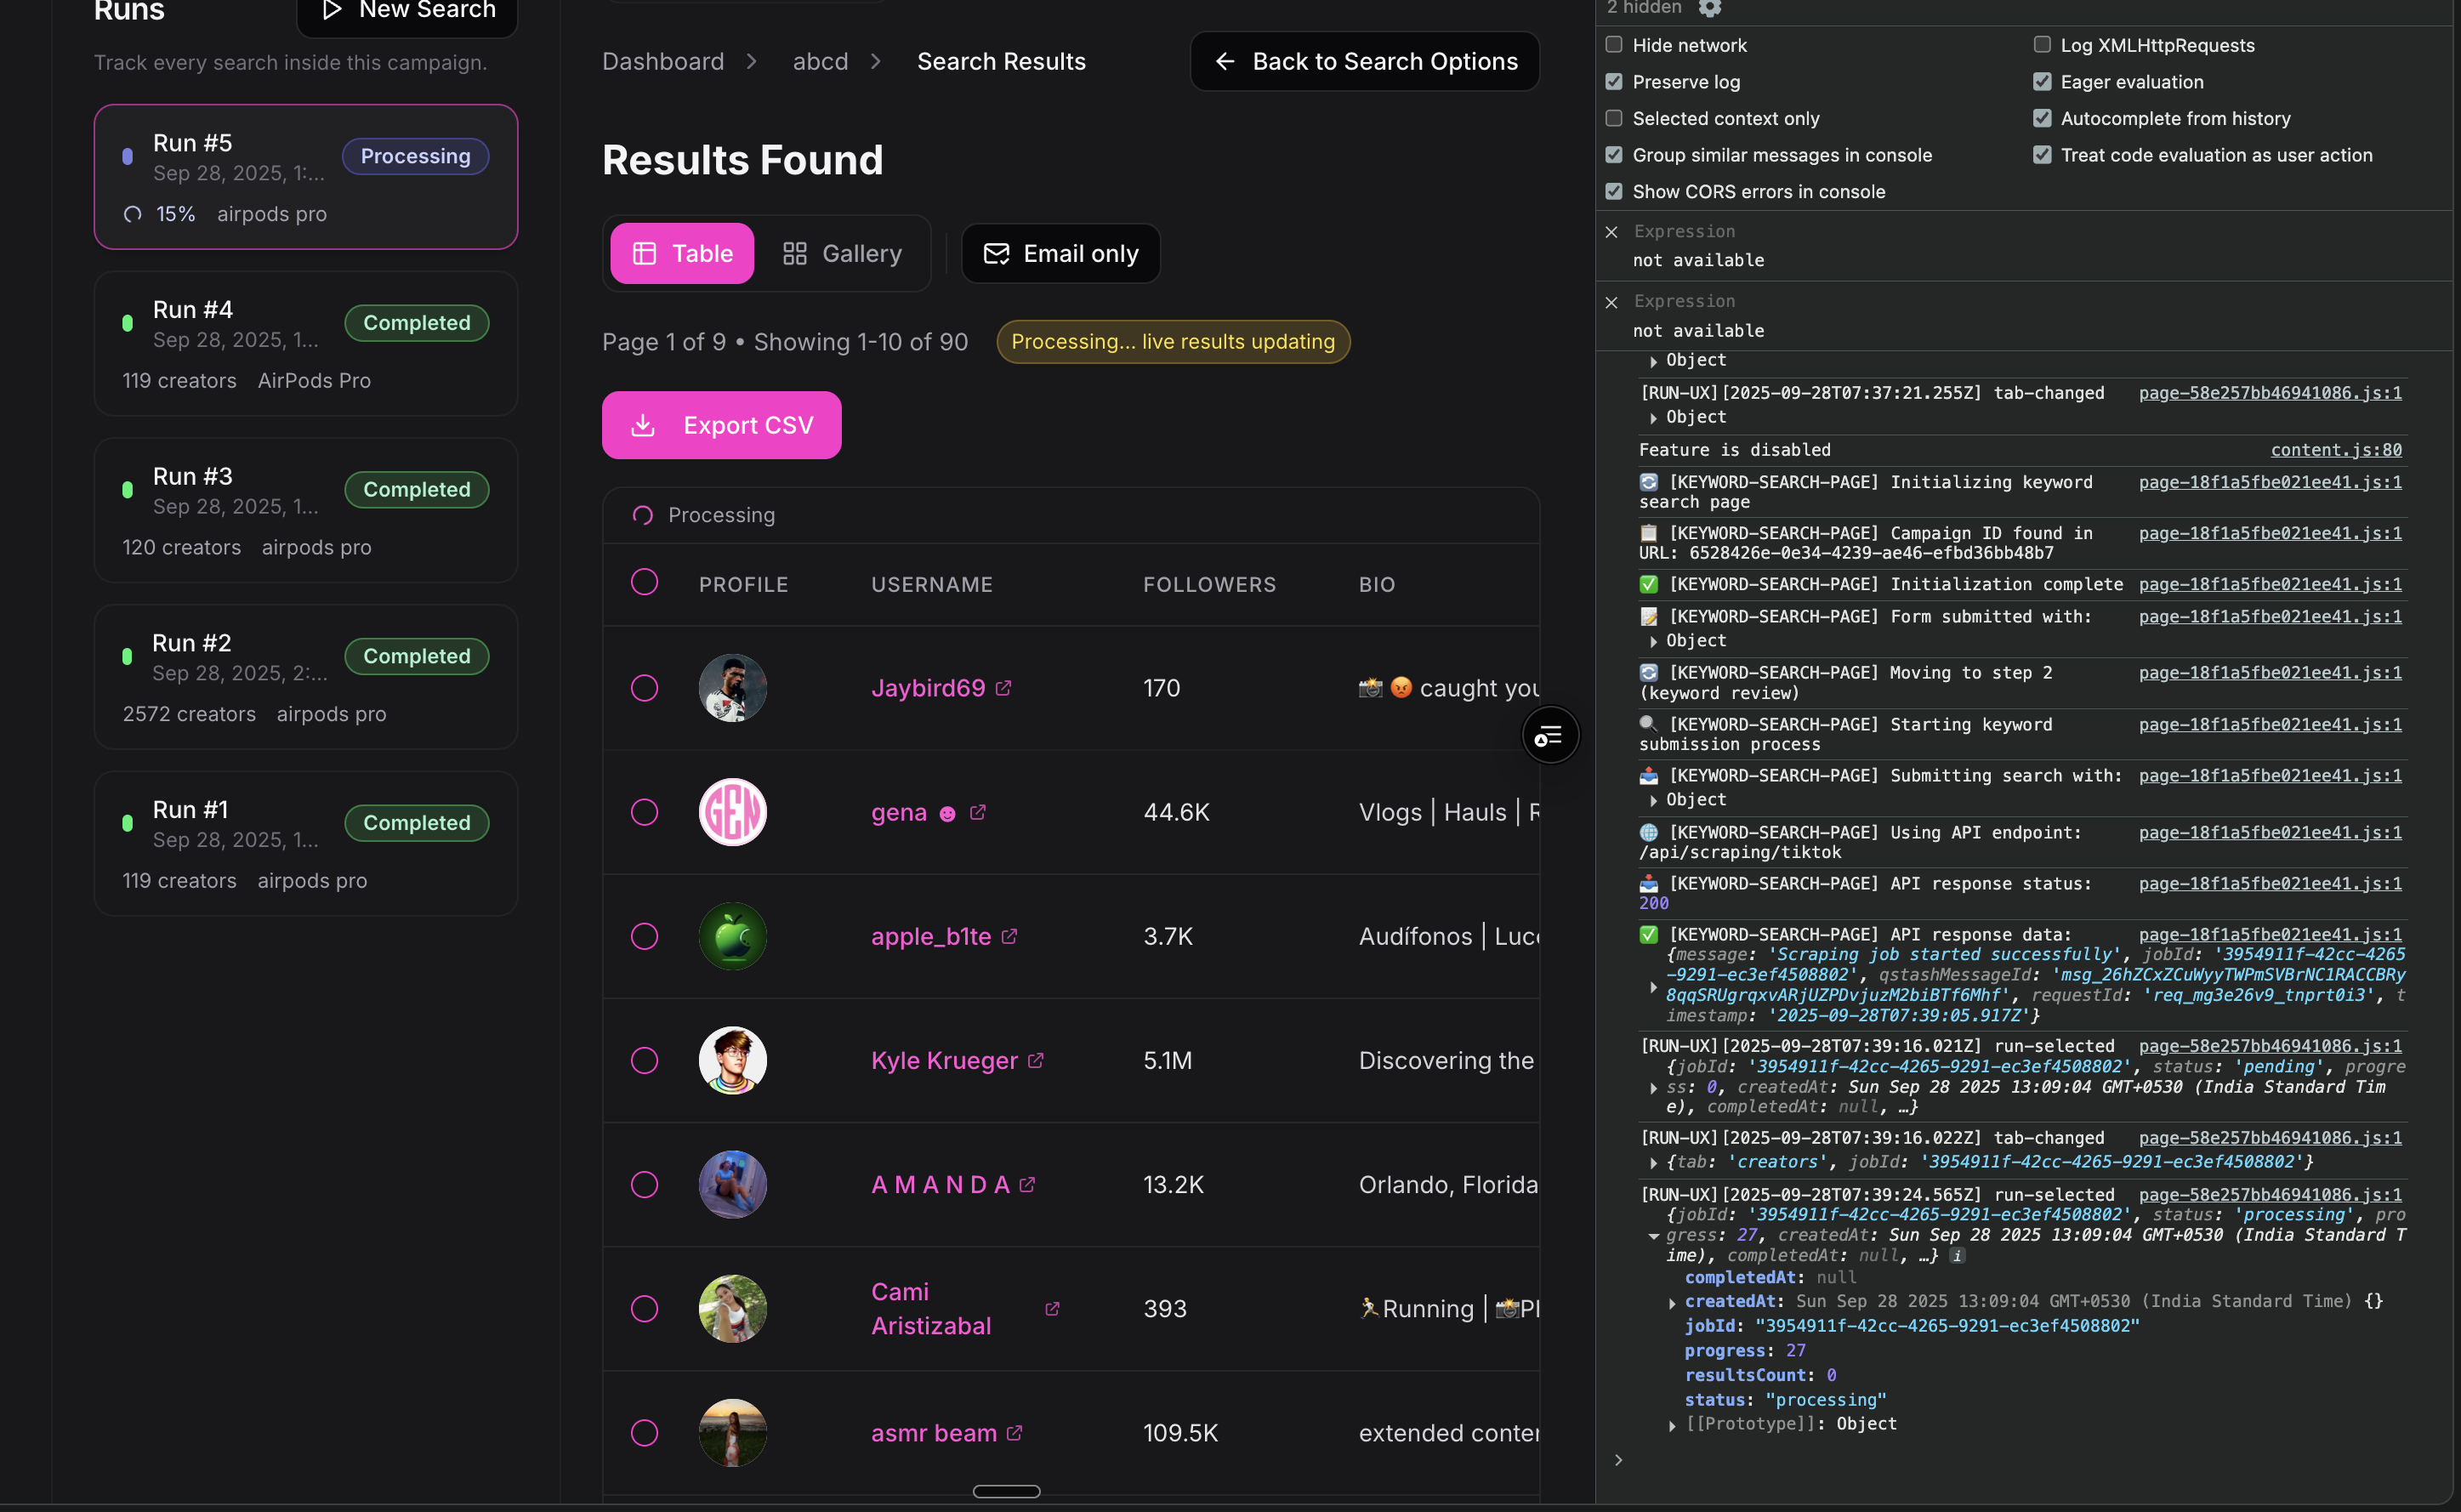 Runs
New Search
Track every search inside this campaign.
Run #5
Sep 28, 2025, 1:...
Processing
15% airpods pro
Run #4
Sep 28, 2025, 1...
Completed
119 creators AirPods Pro
Run #3
Sep 28, 2025, 1...
Completed
120 creators airpods pro
Run #2
Sep 28, 2025, 2:...
Completed
2572 creators airpods pro
Run #1
Sep 28, 2025, 1...
Completed
119 creators airpods pro
Dashboard > abcd > Search Results
← Back to Search Options
Results Found
Table Gallery Email only
Page 1 of 9 • Showing 1-10 of 90 Processing... live results updating
Export CSV
Processing
PROFILE USERNAME FOLLOWERS BIO
Jaybird69 170 📸 😡 caught you
GEN gena ☻ 44.6K Vlogs | Hauls | R
apple_b1te 3.7K Audífonos | Luc
Kyle Krueger 5.1M Discovering the
A M A N D A 13.2K Orlando, Florida
Cami
Aristizabal 393 🏃Running | 📸Pl
asmr beam 109.5K extended conter
2 hidden
Hide network Log XMLHttpRequests
Preserve log Eager evaluation
Selected context only Autocomplete from history
Group similar messages in console Treat code evaluation as user action
Show CORS errors in console
Expression
not available
Expression
not available
Object
[RUN-UX][2025-09-28T07:37:21.255Z] tab-changed page-58e257bb46941086.js:1
Object
Feature is disabled content.js:80
🔄 [KEYWORD-SEARCH-PAGE] Initializing keyword page-18f1a5fbe021ee41.js:1
search page
📋 [KEYWORD-SEARCH-PAGE] Campaign ID found in page-18f1a5fbe021ee41.js:1
URL: 6528426e-0e34-4239-ae46-efbd36bb48b7
✅ [KEYWORD-SEARCH-PAGE] Initialization complete page-18f1a5fbe021ee41.js:1
📝 [KEYWORD-SEARCH-PAGE] Form submitted with: page-18f1a5fbe021ee41.js:1
Object
🔄 [KEYWORD-SEARCH-PAGE] Moving to step 2 page-18f1a5fbe021ee41.js:1
(keyword review)
🔍 [KEYWORD-SEARCH-PAGE] Starting keyword page-18f1a5fbe021ee41.js:1
submission process
📤 [KEYWORD-SEARCH-PAGE] Submitting search with: page-18f1a5fbe021ee41.js:1
Object
🌐 [KEYWORD-SEARCH-PAGE] Using API endpoint: page-18f1a5fbe021ee41.js:1
/api/scraping/tiktok
📥 [KEYWORD-SEARCH-PAGE] API response status: page-18f1a5fbe021ee41.js:1
200
✅ [KEYWORD-SEARCH-PAGE] API response data: page-18f1a5fbe021ee41.js:1
{message: 'Scraping job started successfully', jobId: '3954911f-42cc-4265
-9291-ec3ef4508802', qstashMessageId: 'msg_26hZCxZCuWyyTWPmSVBrNC1RACCBRy
8qqSRUgrqxvARjUZPDvjuzM2biBTf6Mhf', requestId: 'req_mg3e26v9_tnprt0i3', t
imestamp: '2025-09-28T07:39:05.917Z'}
[RUN-UX][2025-09-28T07:39:16.021Z] run-selected page-58e257bb46941086.js:1
{jobId: '3954911f-42cc-4265-9291-ec3ef4508802', status: 'pending', progre
ss: 0, createdAt: Sun Sep 28 2025 13:09:04 GMT+0530 (India Standard Tim
e), completedAt: null, …}
[RUN-UX][2025-09-28T07:39:16.022Z] tab-changed page-58e257bb46941086.js:1
{tab: 'creators', jobId: '3954911f-42cc-4265-9291-ec3ef4508802'}
[RUN-UX][2025-09-28T07:39:24.565Z] run-selected page-58e257bb46941086.js:1
{jobId: '3954911f-42cc-4265-9291-ec3ef4508802', status: 'processing', pro
gress: 27, createdAt: Sun Sep 28 2025 13:09:04 GMT+0530 (India Standard T
ime), completedAt: null, …} i
completedAt: null
createdAt: Sun Sep 28 2025 13:09:04 GMT+0530 (India Standard Time) {}
jobId: "3954911f-42cc-4265-9291-ec3ef4508802"
progress: 27
resultsCount: 0
status: "processing"
[[Prototype]]: Object